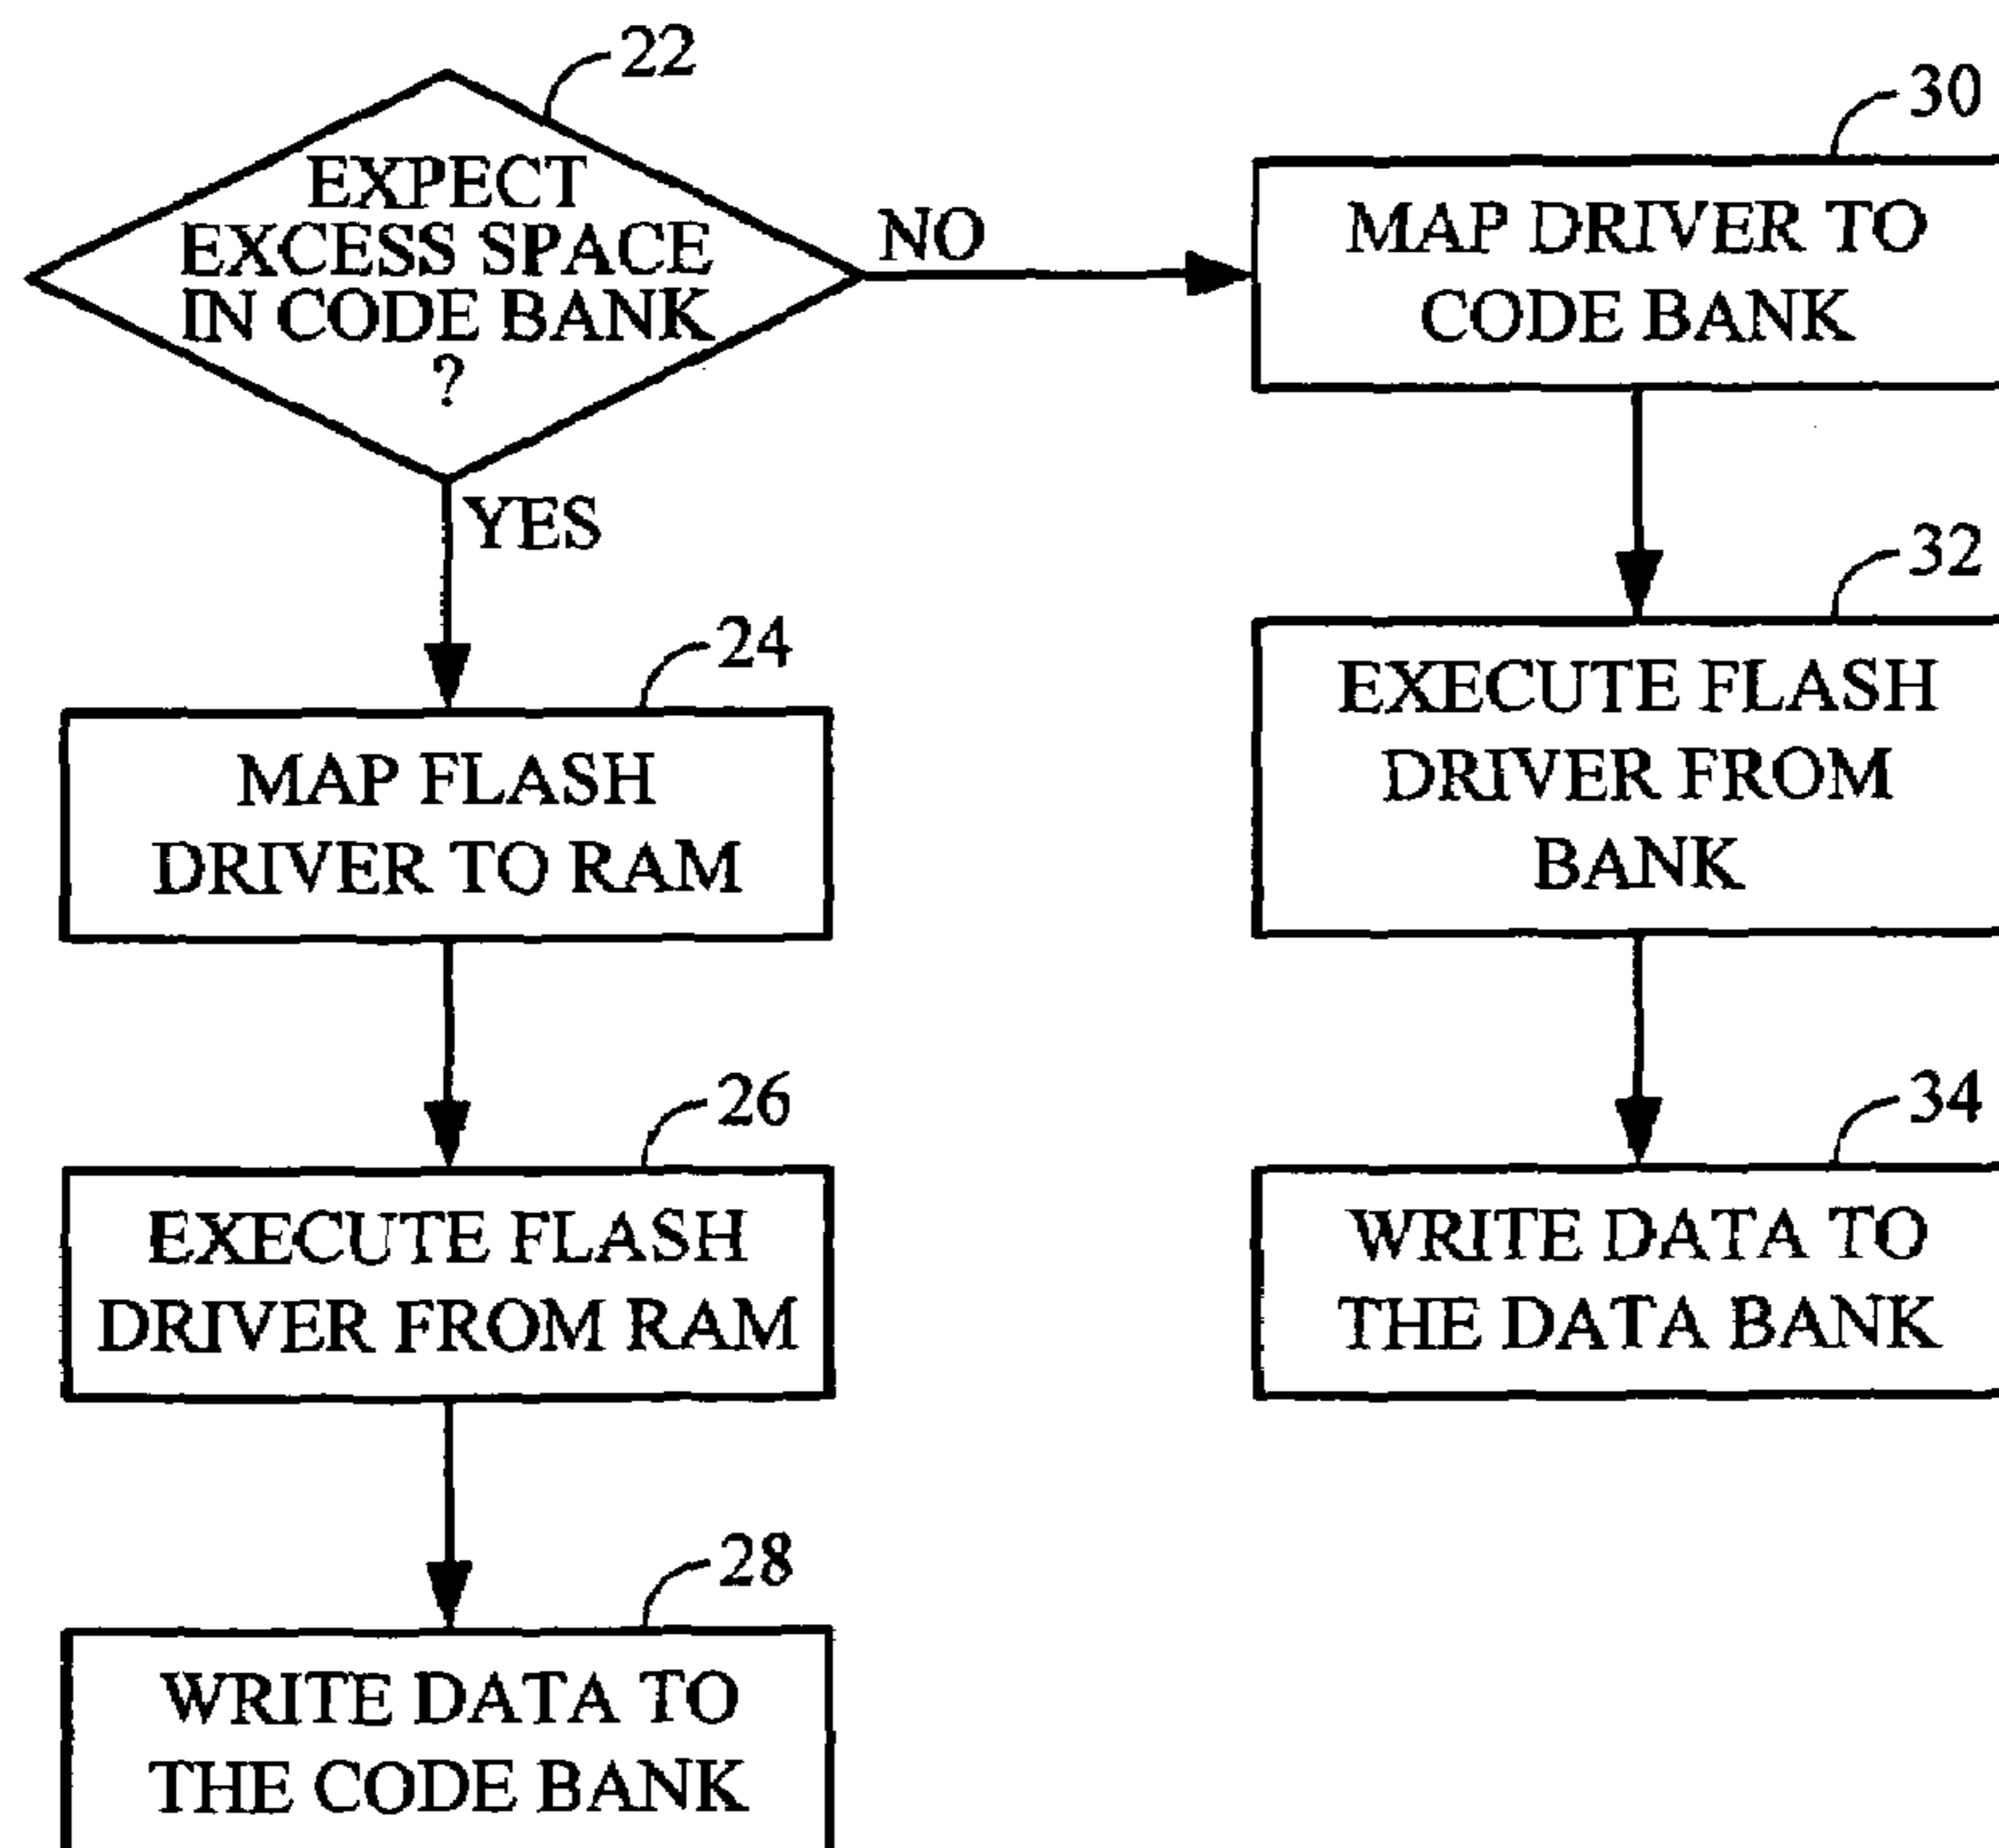 22
EXPECT
EXCESS SPACE
IN CODE BANK
?
NO
YES
30
MAP DRIVER TO
CODE BANK
32
EXECUTE FLASH
DRIVER FROM
BANK
24
MAP FLASH
DRIVER TO RAM
34
WRITE DATA TO
THE DATA BANK
26
EXECUTE FLASH
DRIVER FROM RAM
28
WRITE DATA TO
THE CODE BANK